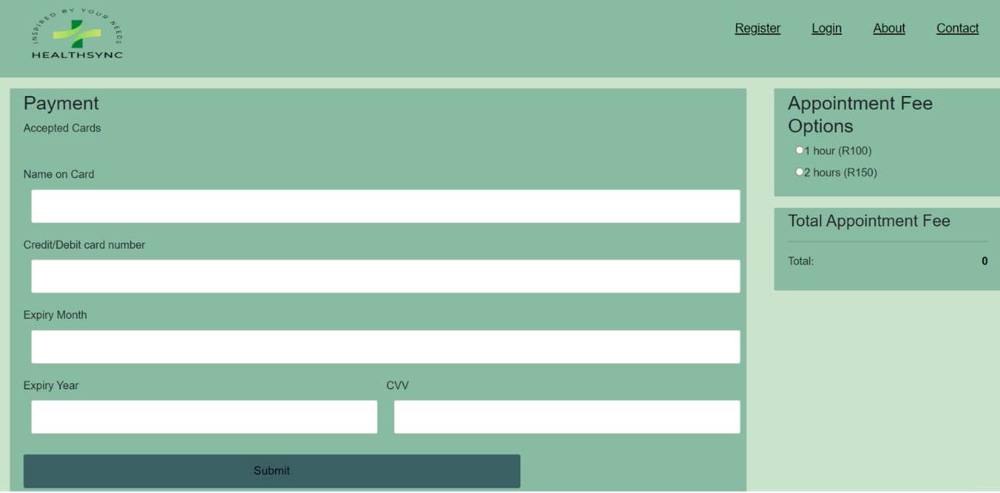 INSPIRED BY YOUR NEEDS
HEALTHSYNC
Register Login About Contact
Payment
Accepted Cards
Name on Card
Credit/Debit card number
Expiry Month
Expiry Year
CVV
Submit
Appointment Fee
Options
1 hour (R100)
2 hours (R150)
Total Appointment Fee
Total: 0